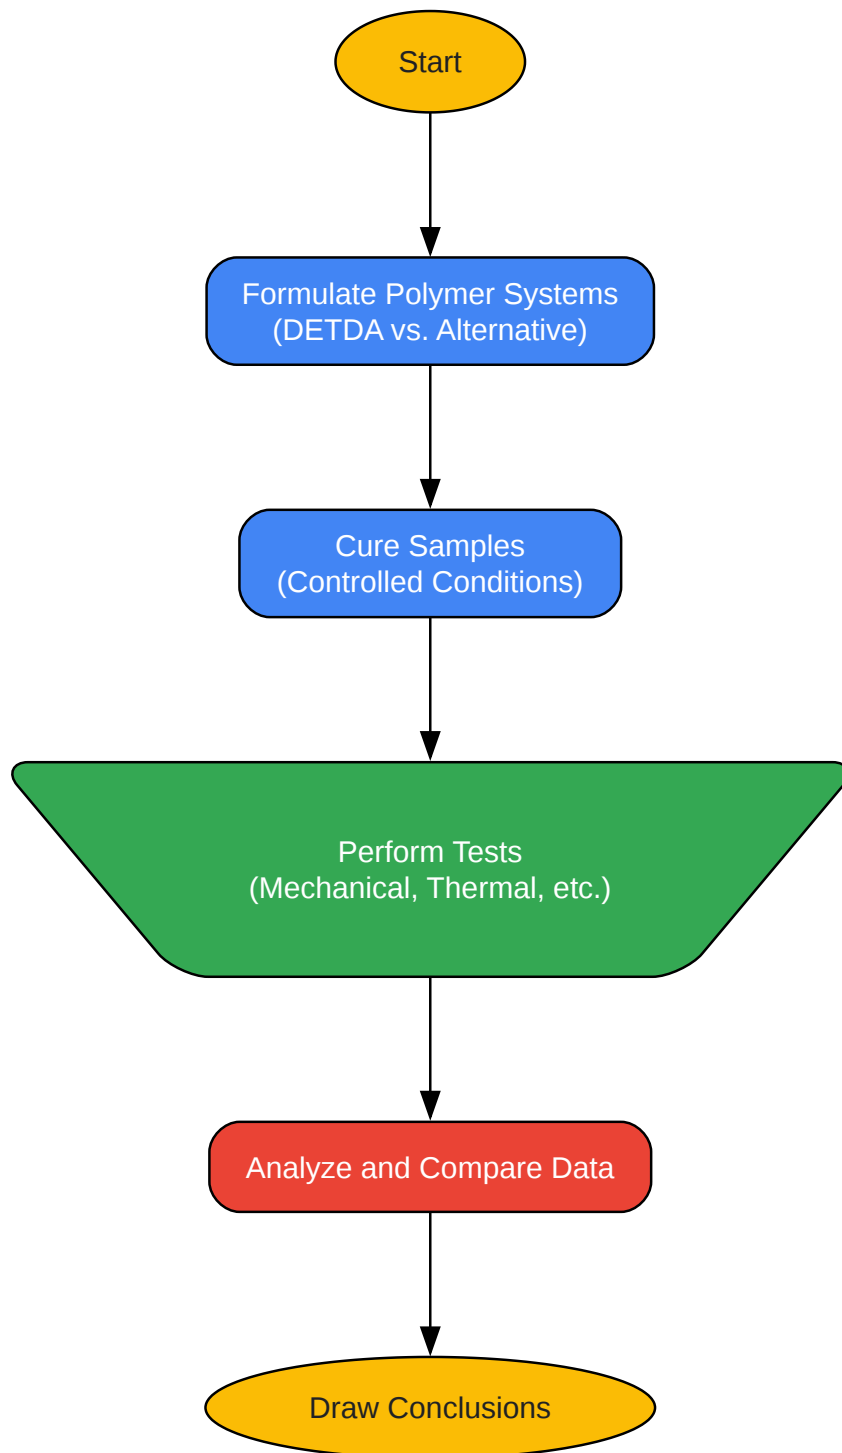 Start
Formulate Polymer Systems
(DETDA vs. Alternative)
Cure Samples
(Controlled Conditions)
Perform Tests
(Mechanical, Thermal, etc.)
Analyze and Compare Data
Draw Conclusions